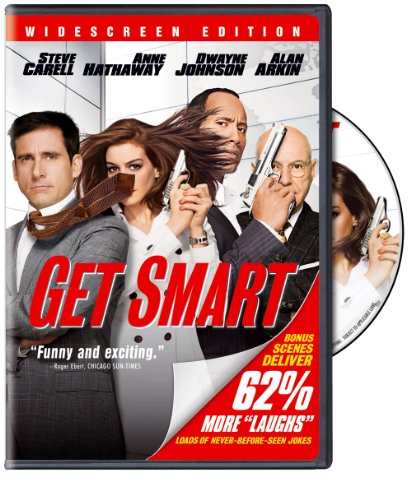 WIDESCREEN EDITION
STEVE CARELL
ANNE HATHAWAY
DWAYNE JOHNSON
ALAN ARKIN
GET SMART
"Funny and exciting."
—Roger Ebert, CHICAGO SUN-TIMES
BONUS
SCENES
DELIVER
62%
MORE "LAUGHS"
LOADS OF NEVER-BEFORE-SEEN JOKES